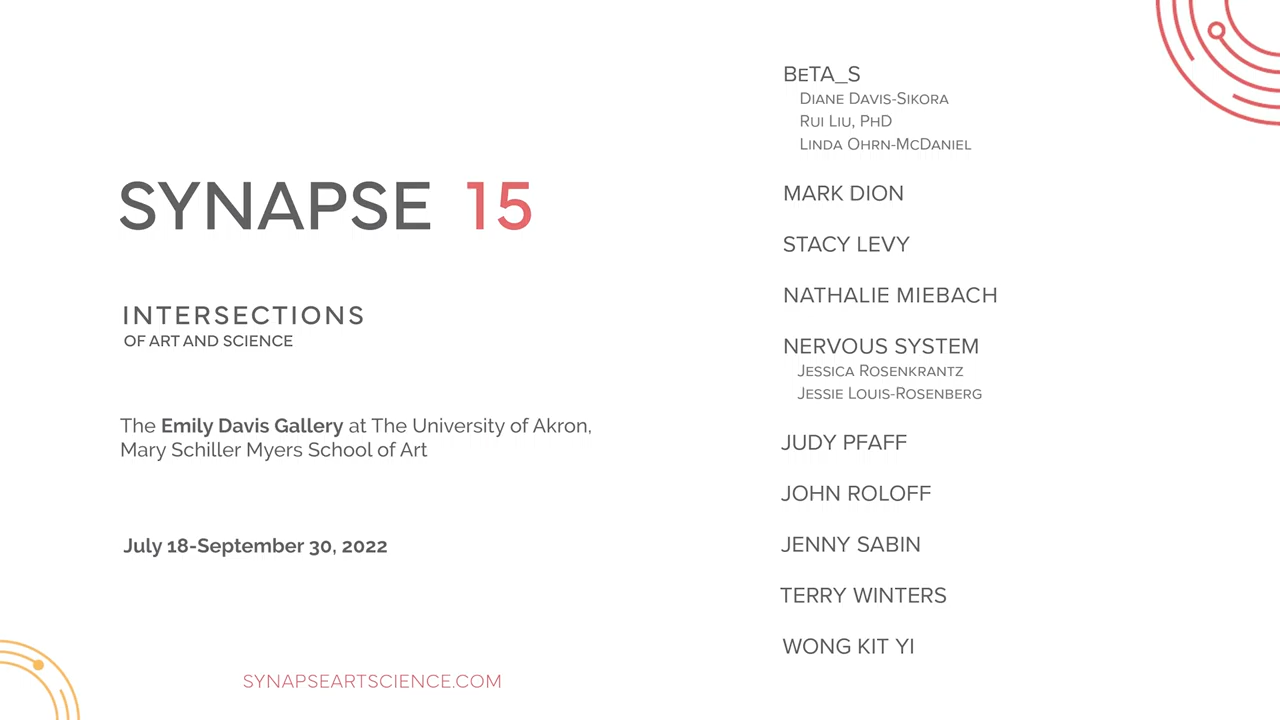 SYNAPSE 15
INTERSECTIONS
OF ART AND SCIENCE
The Emily Davis Gallery at The University of Akron,
Mary Schiller Myers School of Art
July 18-September 30, 2022
SYNAPSEARTSCIENCE.COM
BeTA_S
Diane Davis-Sikora
Rui Liu, PhD
Linda Ohrn-McDaniel
MARK DION
STACY LEVY
NATHALIE MIEBACH
NERVOUS SYSTEM
Jessica Rosenkrantz
Jessie Louis-Rosenberg
JUDY PFAFF
JOHN ROLOFF
JENNY SABIN
TERRY WINTERS
WONG KIT YI